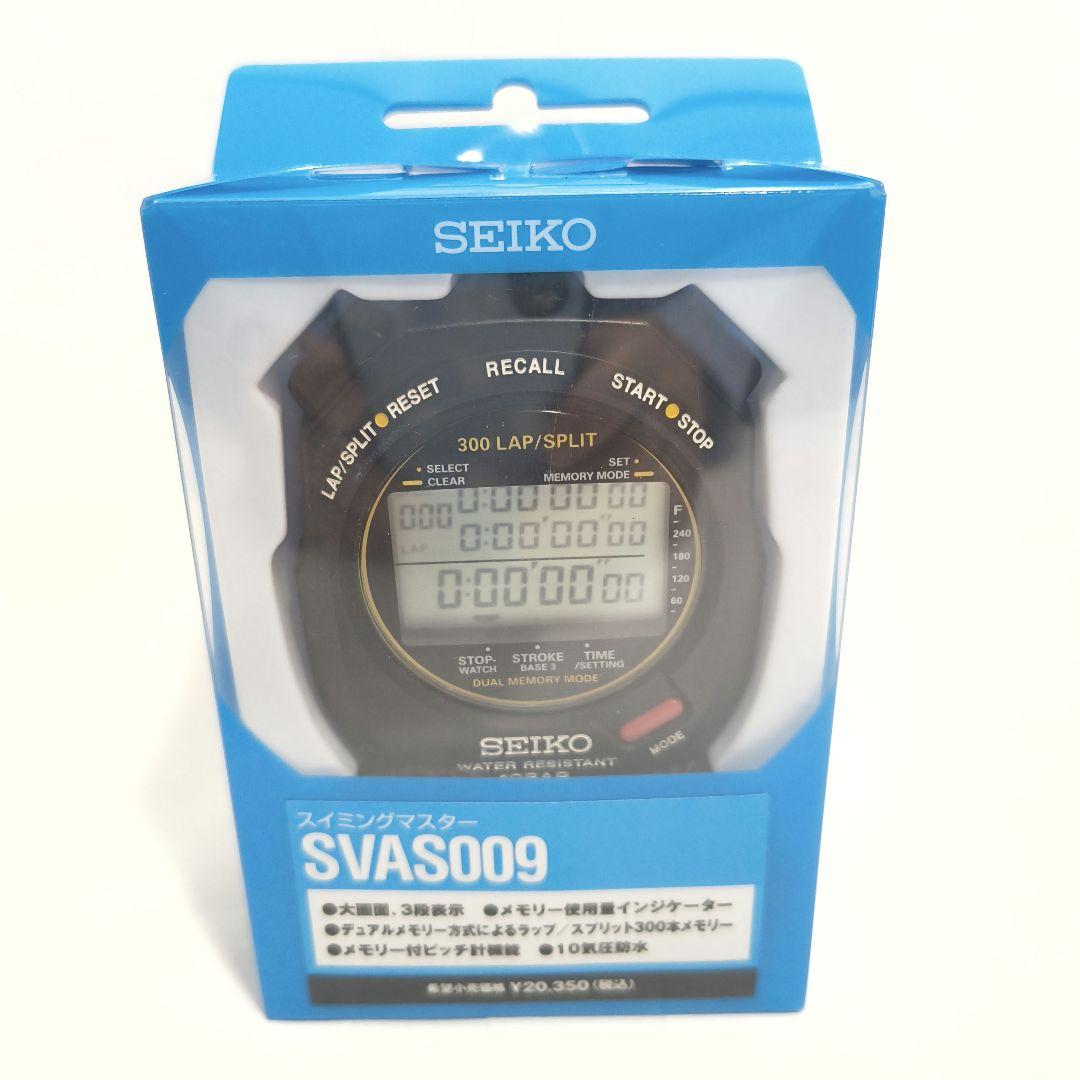 SEIKO
RECALL
LAP/SPLIT●RESET
START●STOP
300 LAP/SPLIT
• SELECT
CLEAR
SET •
MEMORY MODE
000 0:00'00"00
LAP 0:00'00"00
0:00'00"00
F
240
180
120
60
STOP-
WATCH
STROKE
BASE 3
TIME
/SETTING
DUAL MEMORY MODE
SEIKO
MODE
WATER RESISTANT
10BAR
スイミングマスター
SVAS009
●大画面、3段表示 ●メモリー使用量インジケーター
●デュアルメモリー方式によるラップ/スプリット300本メモリー
●メモリー付ピッチ計機能 ●10気圧防水
希望小売価格 ¥20,350(税込)